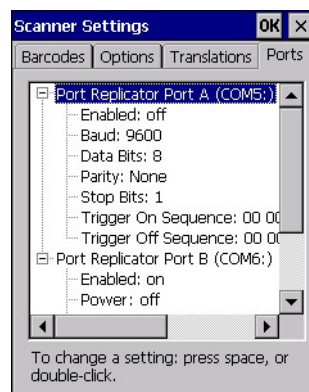 Scanner Settings OK ×
Barcodes Options Translations Ports
Port Replicator Port A (COM5:)
Enabled: off
Baud: 9600
Data Bits: 8
Parity: None
Stop Bits: 1
Trigger On Sequence: 00 00
Trigger Off Sequence: 00 00
Port Replicator Port B (COM6:)
Enabled: on
Power: off
To change a setting: press space, or
double-click.